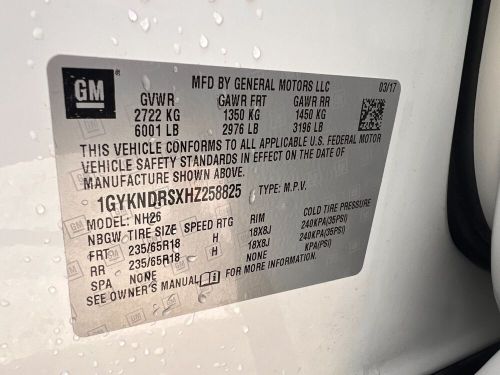 GM
MFD BY GENERAL MOTORS LLC 03/17
GVWR GAWR FRT GAWR RR
2722 KG 1350 KG 1450 KG
6001 LB 2976 LB 3196 LB
THIS VEHICLE CONFORMS TO ALL APPLICABLE U.S. FEDERAL MOTOR
VEHICLE SAFETY STANDARDS IN EFFECT ON THE DATE OF
MANUFACTURE SHOWN ABOVE.
1GYKNDRSXHZ258825 TYPE: M.P.V.
MODEL: NH26
NBGW TIRE SIZE SPEED RTG RIM COLD TIRE PRESSURE
FRT 235/65R18 H 18X8J 240KPA(35PSI)
RR 235/65R18 H 18X8J 240KPA(35PSI)
SPA NONE NONE KPA(PSI)
SEE OWNER'S MANUAL FOR MORE INFORMATION.